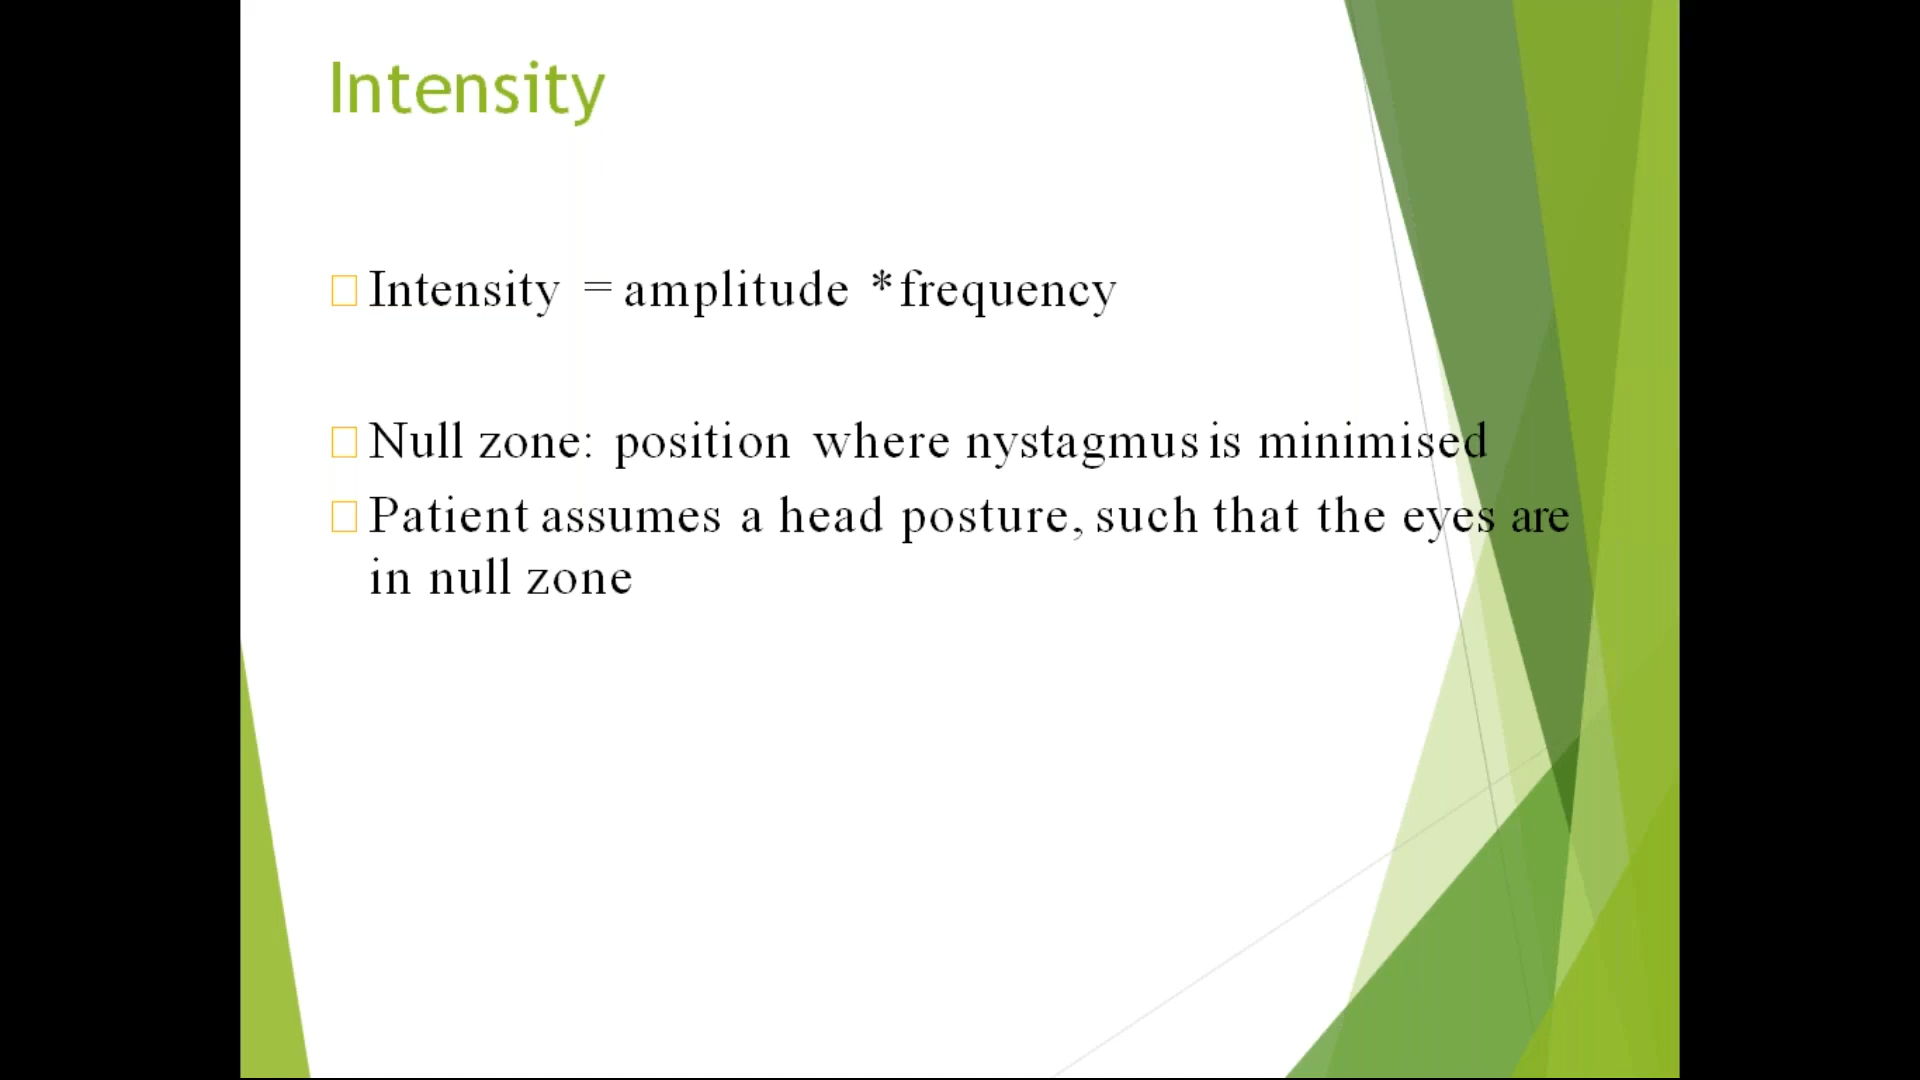 Intensity
Intensity = amplitude *frequency
Null zone: position where nystagmus is minimised
Patient assumes a head posture, such that the eyes are
in null zone